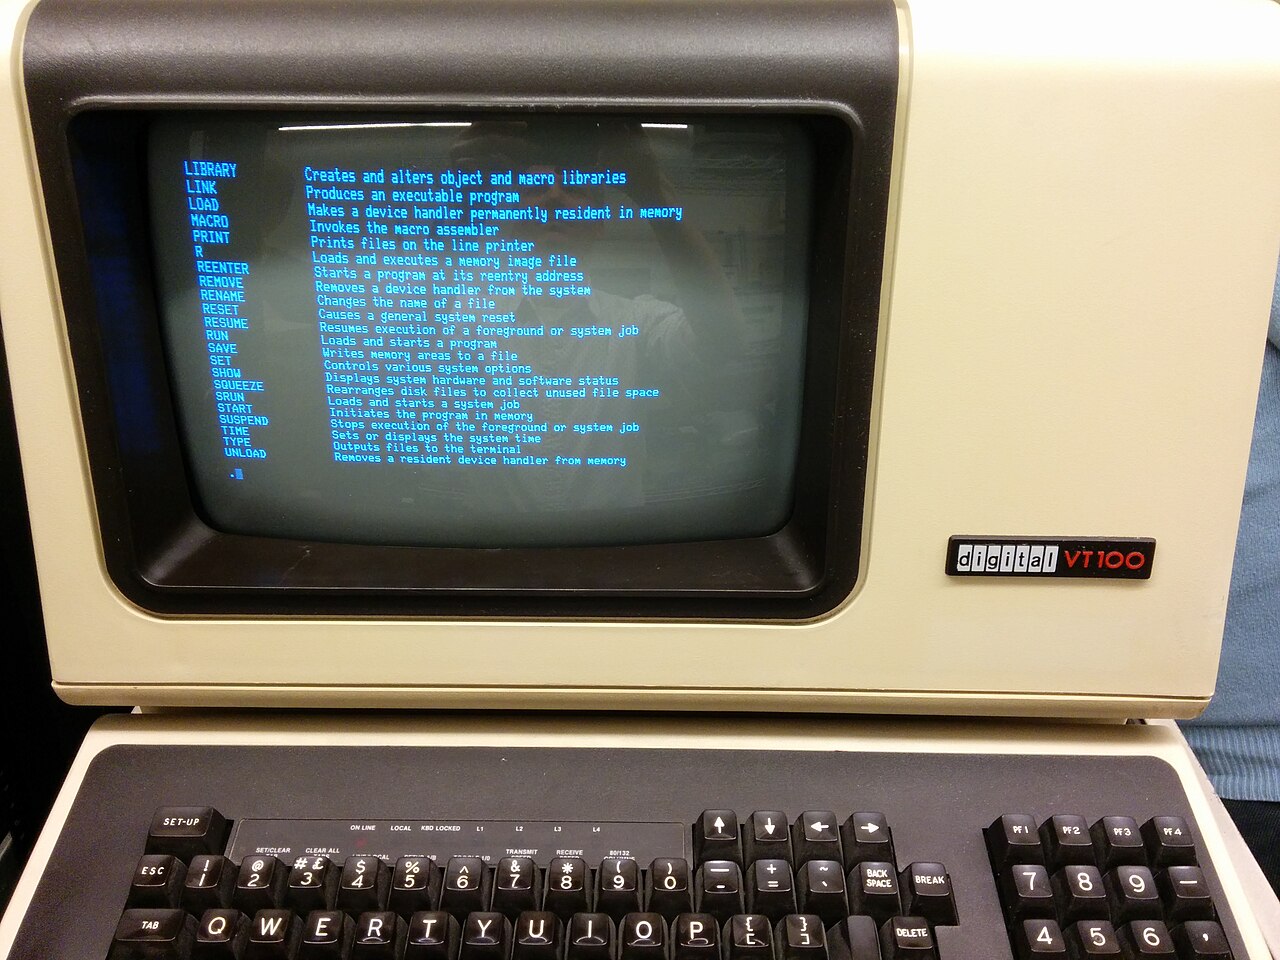 LIBRARY Creates and alters object and macro libraries
LINK Produces an executable program
LOAD Makes a device handler permanently resident in memory
MACRO Invokes the macro assembler
PRINT Prints files on the line printer
R Loads and executes a memory image file
REENTER Starts a program at its reentry address
REMOVE Removes a device handler from the system
RENAME Changes the name of a file
RESET Causes a general system reset
RESUME Resumes execution of a foreground or system job
RUN Loads and starts a program
SAVE Writes memory areas to a file
SET Controls various system options
SHOW Displays system hardware and software status
SQUEEZE Rearranges disk files to collect unused file space
SRUN Loads and starts a system job
START Initiates the program in memory
SUSPEND Stops execution of the foreground or system job
TIME Sets or displays the system time
TYPE Outputs files to the terminal
UNLOAD Removes a resident device handler from memory
.
digital VT100
SET-UP ON LINE LOCAL KBD LOCKED L1 L2 L3 L4 ↑ ↓ ← → PF1 PF2 PF3 PF4
SET/CLEAR CLEAR ALL TRANSMIT RECEIVE 80/132
ESC ! 1 @ 2 # £ 3 $ 4 % 5 ^ 6 & 7 * 8 ( 9 ) 0 _ - + = ~ ` BACK SPACE BREAK 7 8 9 -
TAB Q W E R T Y U I O P { [ } ] DELETE 4 5 6 ,